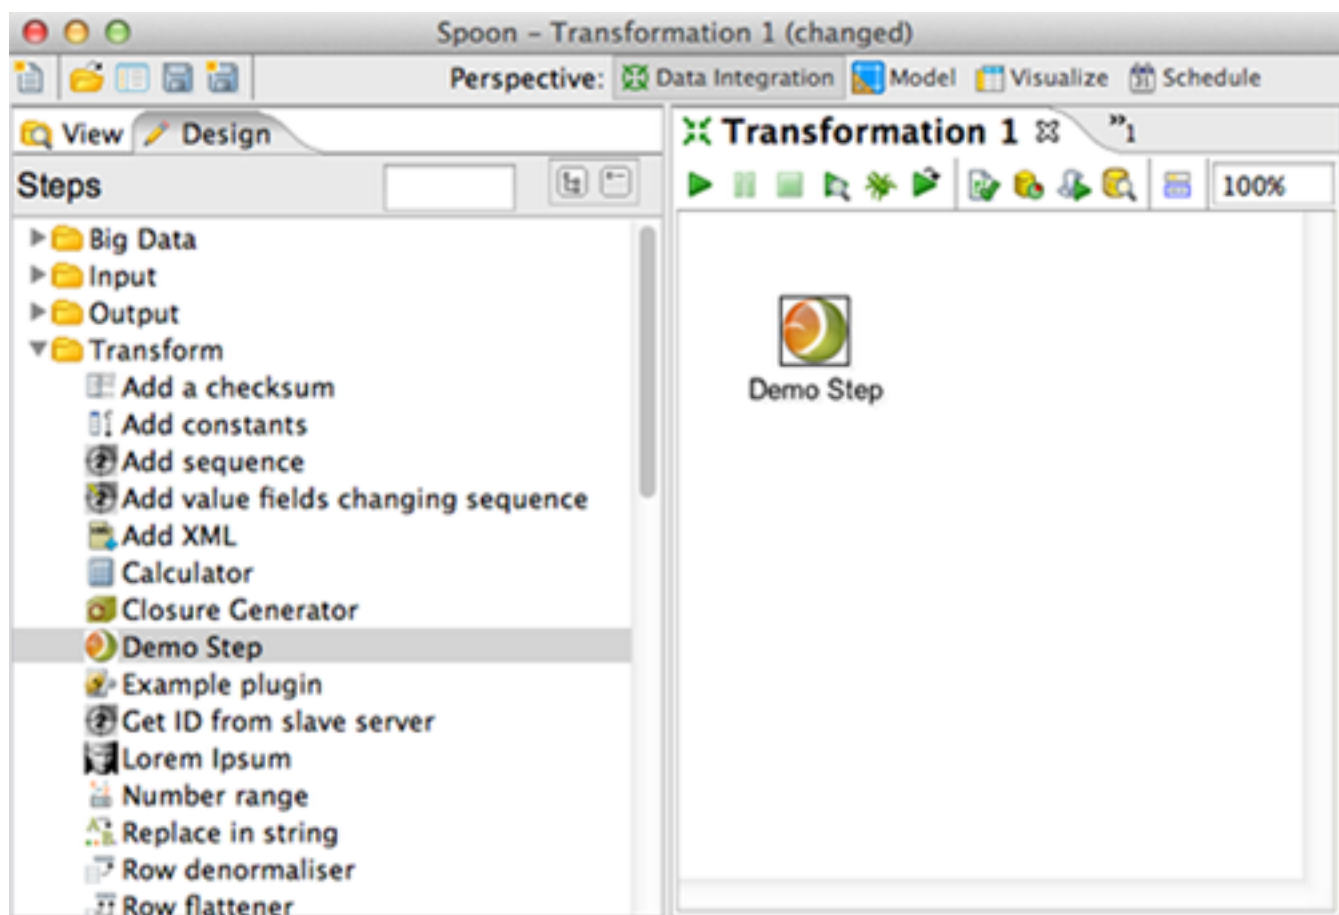 Spoon – Transformation 1 (changed)
Perspective: Data Integration Model Visualize Schedule
View Design
Steps
Big Data
Input
Output
Transform
Add a checksum
Add constants
Add sequence
Add value fields changing sequence
Add XML
Calculator
Closure Generator
Demo Step
Example plugin
Get ID from slave server
Lorem Ipsum
Number range
Replace in string
Row denormaliser
Row flattener
Transformation 1 »1
100%
Demo Step